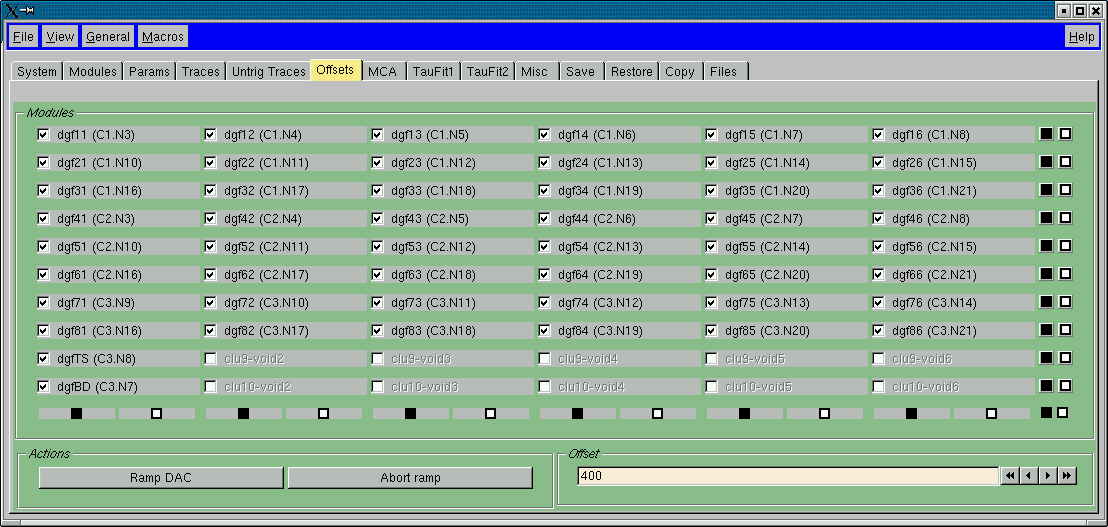 File View General Macros Help
System Modules Params Traces Untrig Traces Offsets MCA TauFit1 TauFit2 Misc Save Restore Copy Files
Modules
dgf11 (C1.N3) dgf12 (C1.N4) dgf13 (C1.N5) dgf14 (C1.N6) dgf15 (C1.N7) dgf16 (C1.N8)
dgf21 (C1.N10) dgf22 (C1.N11) dgf23 (C1.N12) dgf24 (C1.N13) dgf25 (C1.N14) dgf26 (C1.N15)
dgf31 (C1.N16) dgf32 (C1.N17) dgf33 (C1.N18) dgf34 (C1.N19) dgf35 (C1.N20) dgf36 (C1.N21)
dgf41 (C2.N3) dgf42 (C2.N4) dgf43 (C2.N5) dgf44 (C2.N6) dgf45 (C2.N7) dgf46 (C2.N8)
dgf51 (C2.N10) dgf52 (C2.N11) dgf53 (C2.N12) dgf54 (C2.N13) dgf55 (C2.N14) dgf56 (C2.N15)
dgf61 (C2.N16) dgf62 (C2.N17) dgf63 (C2.N18) dgf64 (C2.N19) dgf65 (C2.N20) dgf66 (C2.N21)
dgf71 (C3.N9) dgf72 (C3.N10) dgf73 (C3.N11) dgf74 (C3.N12) dgf75 (C3.N13) dgf76 (C3.N14)
dgf81 (C3.N16) dgf82 (C3.N17) dgf83 (C3.N18) dgf84 (C3.N19) dgf85 (C3.N20) dgf86 (C3.N21)
dgfTS (C3.N8) clu9-void2 clu9-void3 clu9-void4 clu9-void5 clu9-void6
dgfBD (C3.N7) clu10-void2 clu10-void3 clu10-void4 clu10-void5 clu10-void6
Actions Offset
Ramp DAC Abort ramp 400